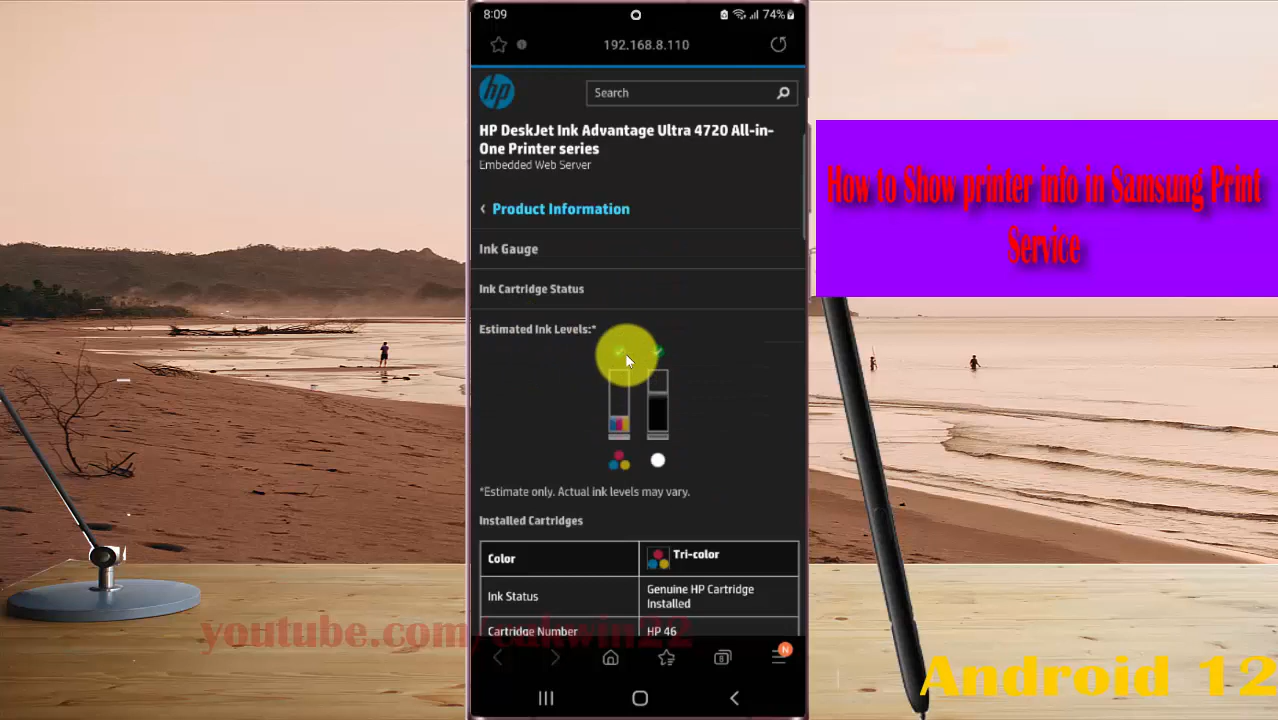 8:09
74%
192.168.8.110
hp
Search
HP DeskJet Ink Advantage Ultra 4720 All-in-
One Printer series
Embedded Web Server
Product Information
Ink Gauge
Ink Cartridge Status
Estimated Ink Levels:*
*Estimate only. Actual ink levels may vary.
Installed Cartridges
Color Tri-color
Ink Status Genuine HP Cartridge
Installed
Cartridge Number HP 46
8
N
How to Show printer info in Samsung Print
Service
Android 12